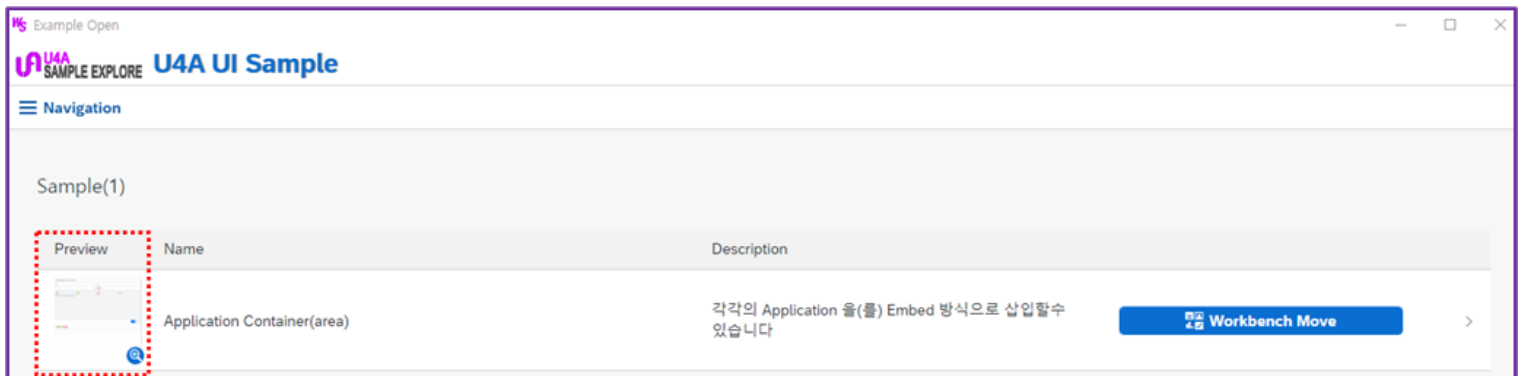 WS Example Open
U4A
SAMPLE EXPLORE
U4A UI Sample
Navigation
Sample(1)
Preview Name Description
Application Container(area)
각각의 Application 을(를) Embed 방식으로 삽입할수
있습니다
Workbench Move